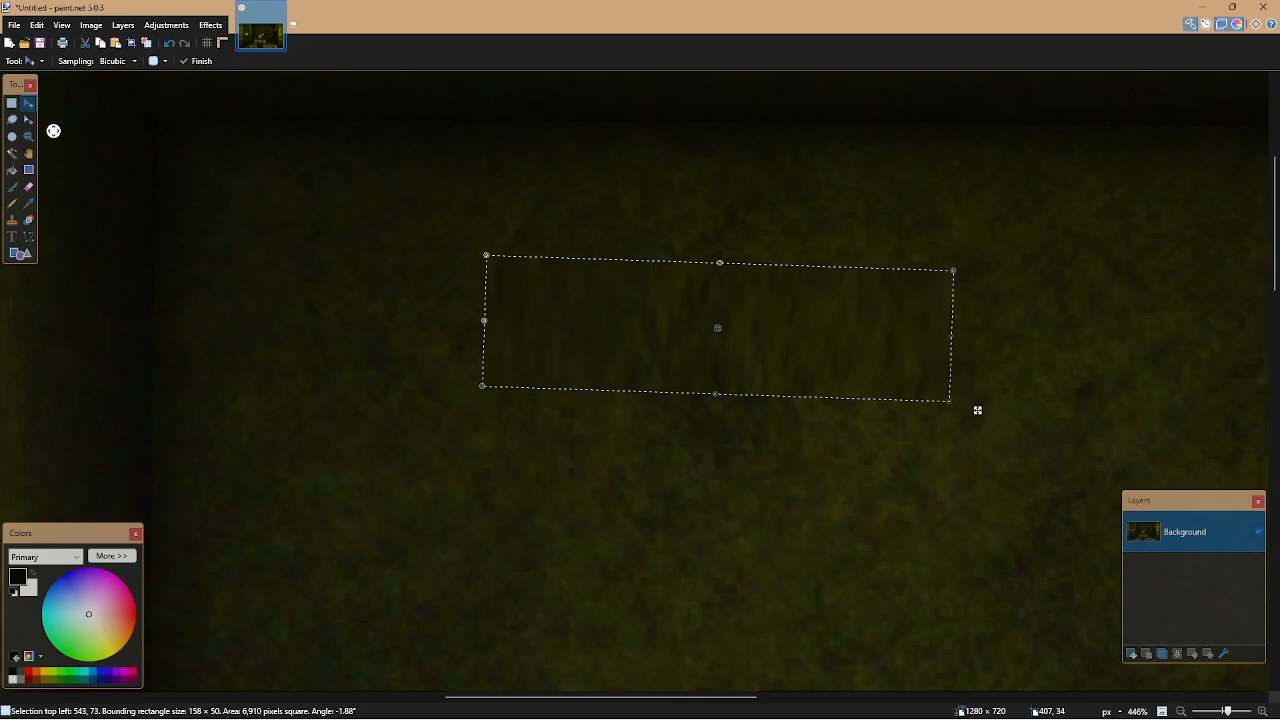 *Untitled - paint.net 5.0.3
File Edit View Image Layers Adjustments Effects
Tool: Sampling: Bicubic Finish
To...
Colors
Primary More >>
Layers
Background
Selection top left: 543, 73. Bounding rectangle size: 158 × 50. Area: 6,910 pixels square. Angle: -1.88° 1280 × 720 407, 34 px 446%